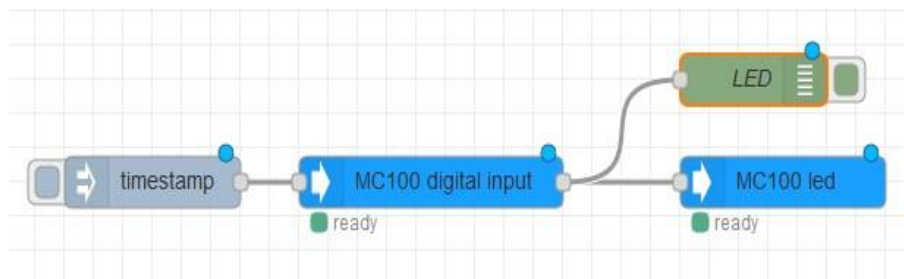 LED
timestamp
MC100 digital input
MC100 led
ready
ready